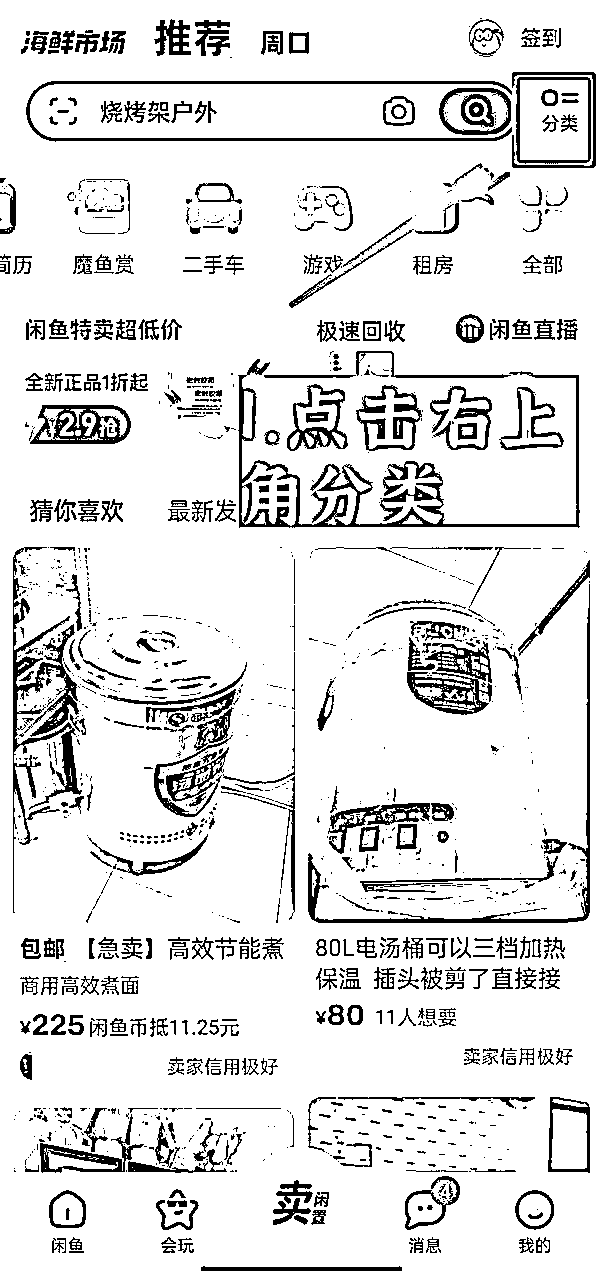 海鲜市场 推荐 周口 签到
烧烤架户外 分类
简历 魔鱼赏 二手车 游戏 租房 全部
闲鱼特卖超低价 极速回收 闲鱼直播
全新正品1折起
¥2.9抢
1.点击右上
角分类
猜你喜欢 最新发
包邮 【急卖】高效节能煮
商用高效煮面
¥225 闲鱼币抵11.25元
卖家信用极好
80L电汤桶可以三档加热
保温 插头被剪了直接接
¥80 11人想要
卖家信用极好
闲鱼 会玩 卖闲置 消息 4 我的